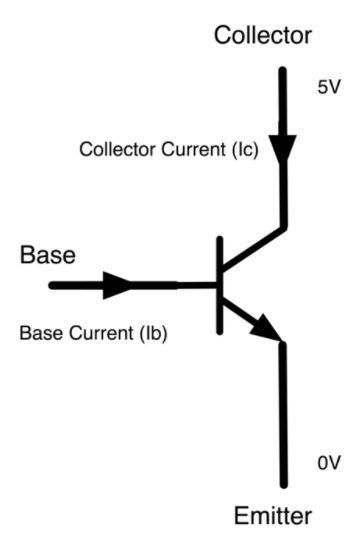 Collector
5V
Collector Current (Ic)
Base
Base Current (Ib)
0V
Emitter